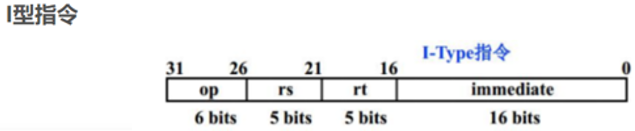 I型指令
I-Type指令
31 26 21 16 0
op rs rt immediate
6 bits 5 bits 5 bits 16 bits